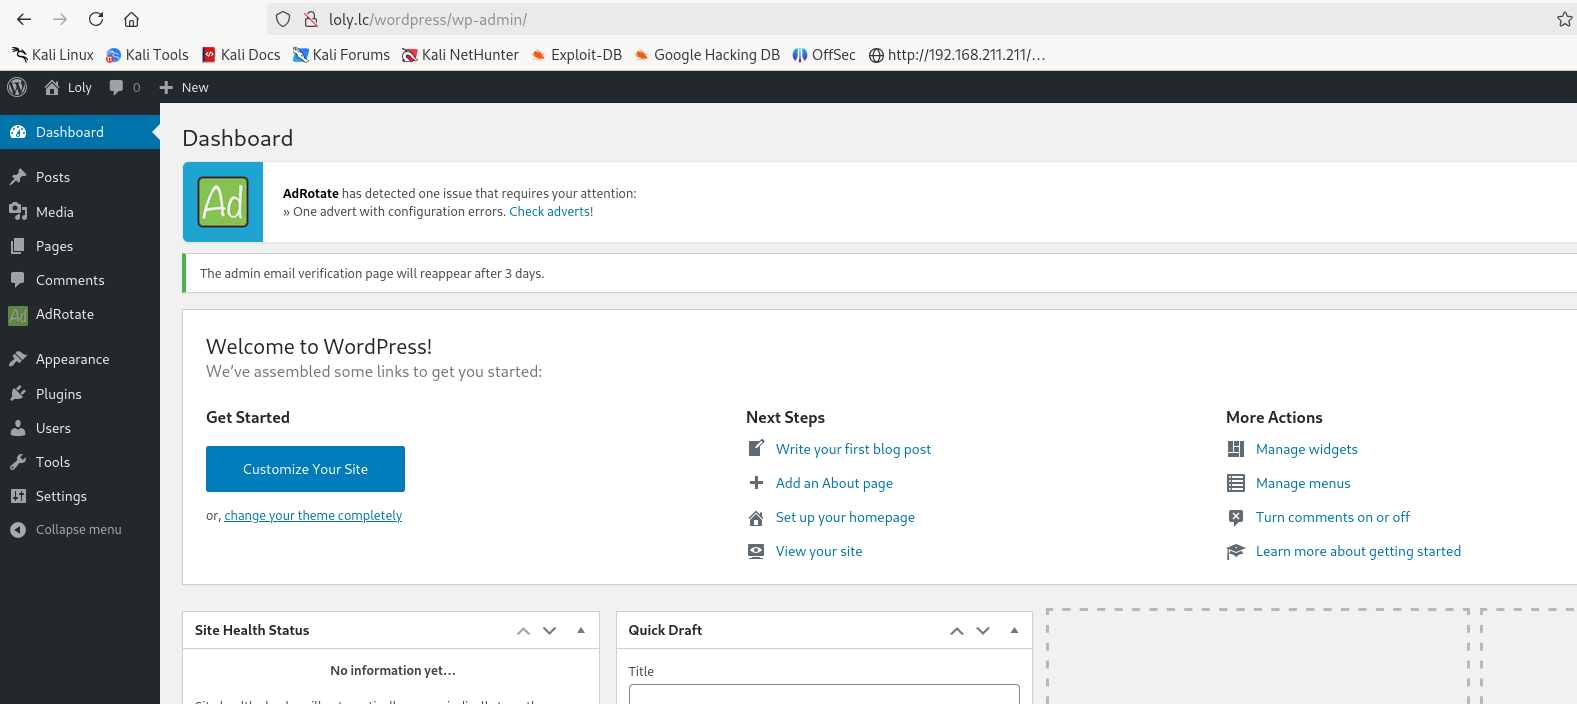 loly.lc/wordpress/wp-admin/
Kali Linux Kali Tools Kali Docs Kali Forums Kali NetHunter Exploit-DB Google Hacking DB OffSec http://192.168.211.211/...
Loly 0 New
Dashboard
Posts
Media
Pages
Comments
Ad AdRotate
Appearance
Plugins
Users
Tools
Settings
Collapse menu
Dashboard
Ad
AdRotate has detected one issue that requires your attention:
» One advert with configuration errors. Check adverts!
The admin email verification page will reappear after 3 days.
Welcome to WordPress!
We've assembled some links to get you started:
Get Started
Customize Your Site
or, change your theme completely
Next Steps
Write your first blog post
Add an About page
Set up your homepage
View your site
More Actions
Manage widgets
Manage menus
Turn comments on or off
Learn more about getting started
Site Health Status
No information yet...
Quick Draft
Title